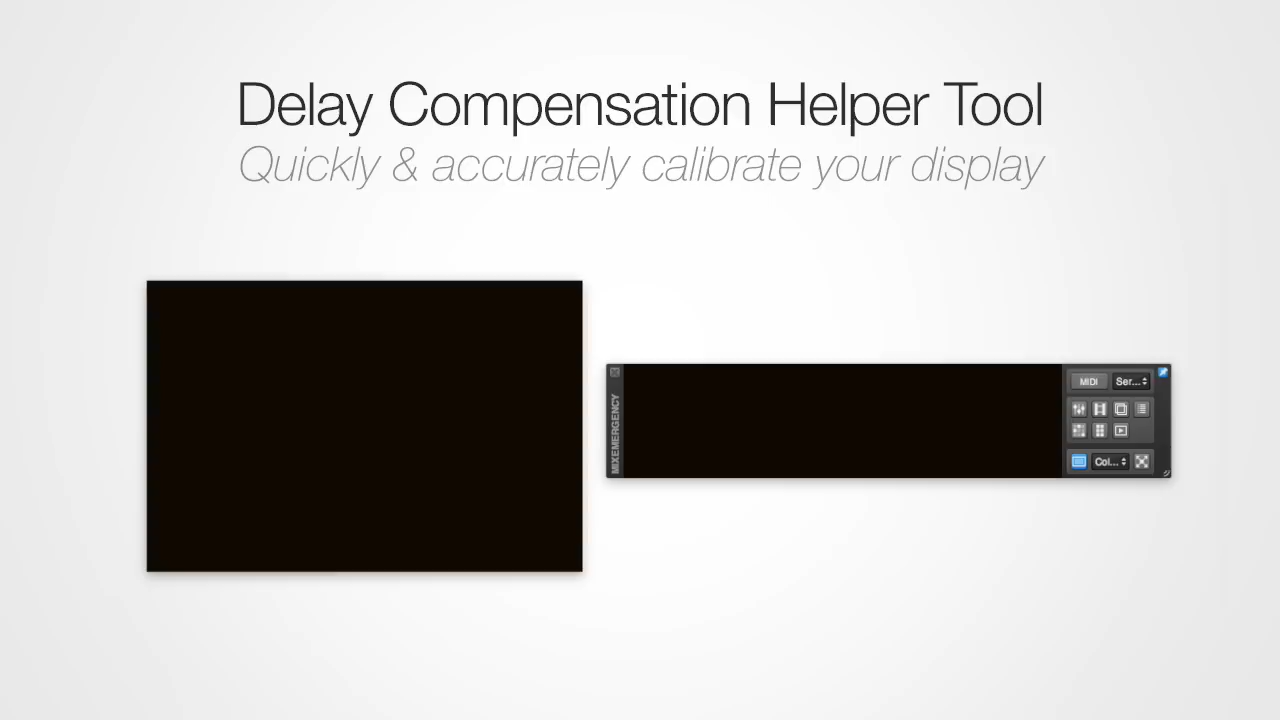 Delay Compensation Helper Tool
Quickly & accurately calibrate your display
MIXEMERGENCY
MIDI
Ser...
Col...